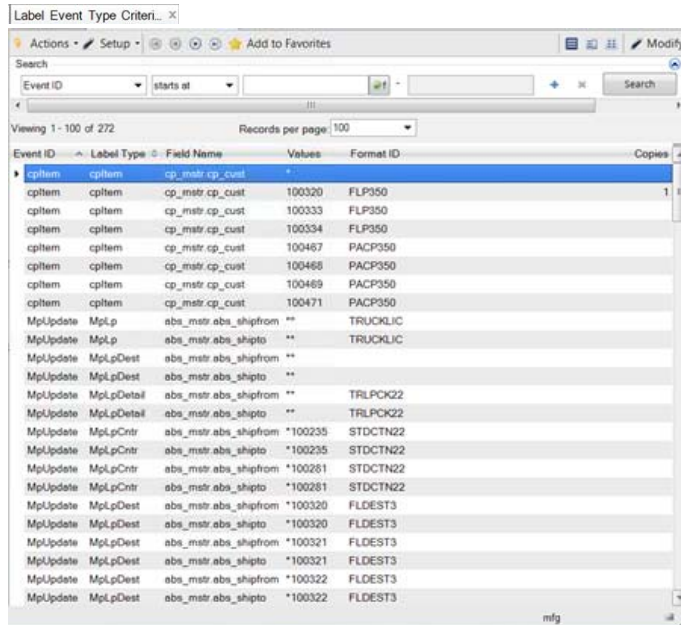 Label Event Type Criteri... ×
Actions Setup Add to Favorites Modify
Search
Event ID starts at - Search
Viewing 1 - 100 of 272 Records per page: 100
Event ID Label Type Field Name Values Format ID Copies
cpItem cpItem cp_mstr.cp_cust *
cpItem cpItem cp_mstr.cp_cust 100320 FLP350 1
cpItem cpItem cp_mstr.cp_cust 100333 FLP350
cpItem cpItem cp_mstr.cp_cust 100334 FLP350
cpItem cpItem cp_mstr.cp_cust 100467 PACP350
cpItem cpItem cp_mstr.cp_cust 100468 PACP350
cpItem cpItem cp_mstr.cp_cust 100469 PACP350
cpItem cpItem cp_mstr.cp_cust 100471 PACP350
MpUpdate MpLp abs_mstr.abs_shipfrom ** TRUCKLIC
MpUpdate MpLp abs_mstr.abs_shipto ** TRUCKLIC
MpUpdate MpLpDest abs_mstr.abs_shipfrom **
MpUpdate MpLpDest abs_mstr.abs_shipto **
MpUpdate MpLpDetail abs_mstr.abs_shipfrom ** TRLPCK22
MpUpdate MpLpDetail abs_mstr.abs_shipto ** TRLPCK22
MpUpdate MpLpCntr abs_mstr.abs_shipfrom *100235 STDCTN22
MpUpdate MpLpCntr abs_mstr.abs_shipto *100235 STDCTN22
MpUpdate MpLpCntr abs_mstr.abs_shipfrom *100281 STDCTN22
MpUpdate MpLpCntr abs_mstr.abs_shipto *100281 STDCTN22
MpUpdate MpLpDest abs_mstr.abs_shipfrom *100320 FLDEST3
MpUpdate MpLpDest abs_mstr.abs_shipto *100320 FLDEST3
MpUpdate MpLpDest abs_mstr.abs_shipfrom *100321 FLDEST3
MpUpdate MpLpDest abs_mstr.abs_shipto *100321 FLDEST3
MpUpdate MpLpDest abs_mstr.abs_shipfrom *100322 FLDEST3
MpUpdate MpLpDest abs_mstr.abs_shipto *100322 FLDEST3
mfg